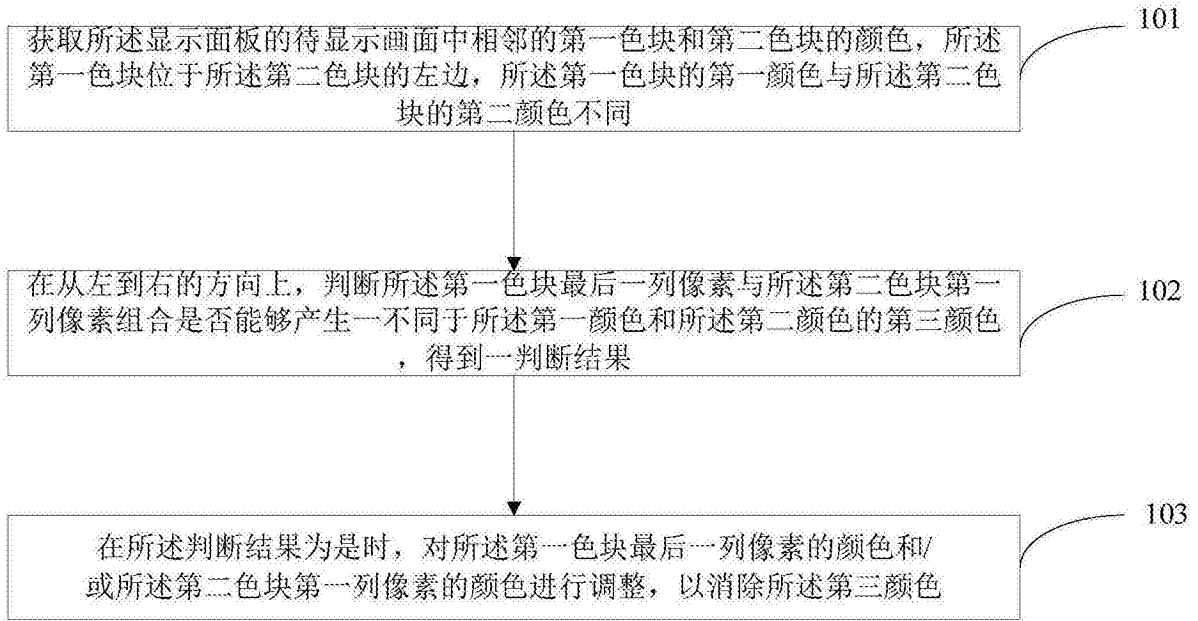 101
获取所述显示面板的待显示画面中相邻的第一色块和第二色块的颜色，所述
第一色块位于所述第二色块的左边，所述第一色块的第一颜色与所述第二色
块的第二颜色不同
102
在从左到右的方向上，判断所述第一色块最后一列像素与所述第二色块第一
列像素组合是否能够产生一不同于所述第一颜色和所述第二颜色的第三颜色
，得到一判断结果
103
在所述判断结果为是时，对所述第一色块最后一列像素的颜色和/
或所述第二色块第一列像素的颜色进行调整，以消除所述第三颜色